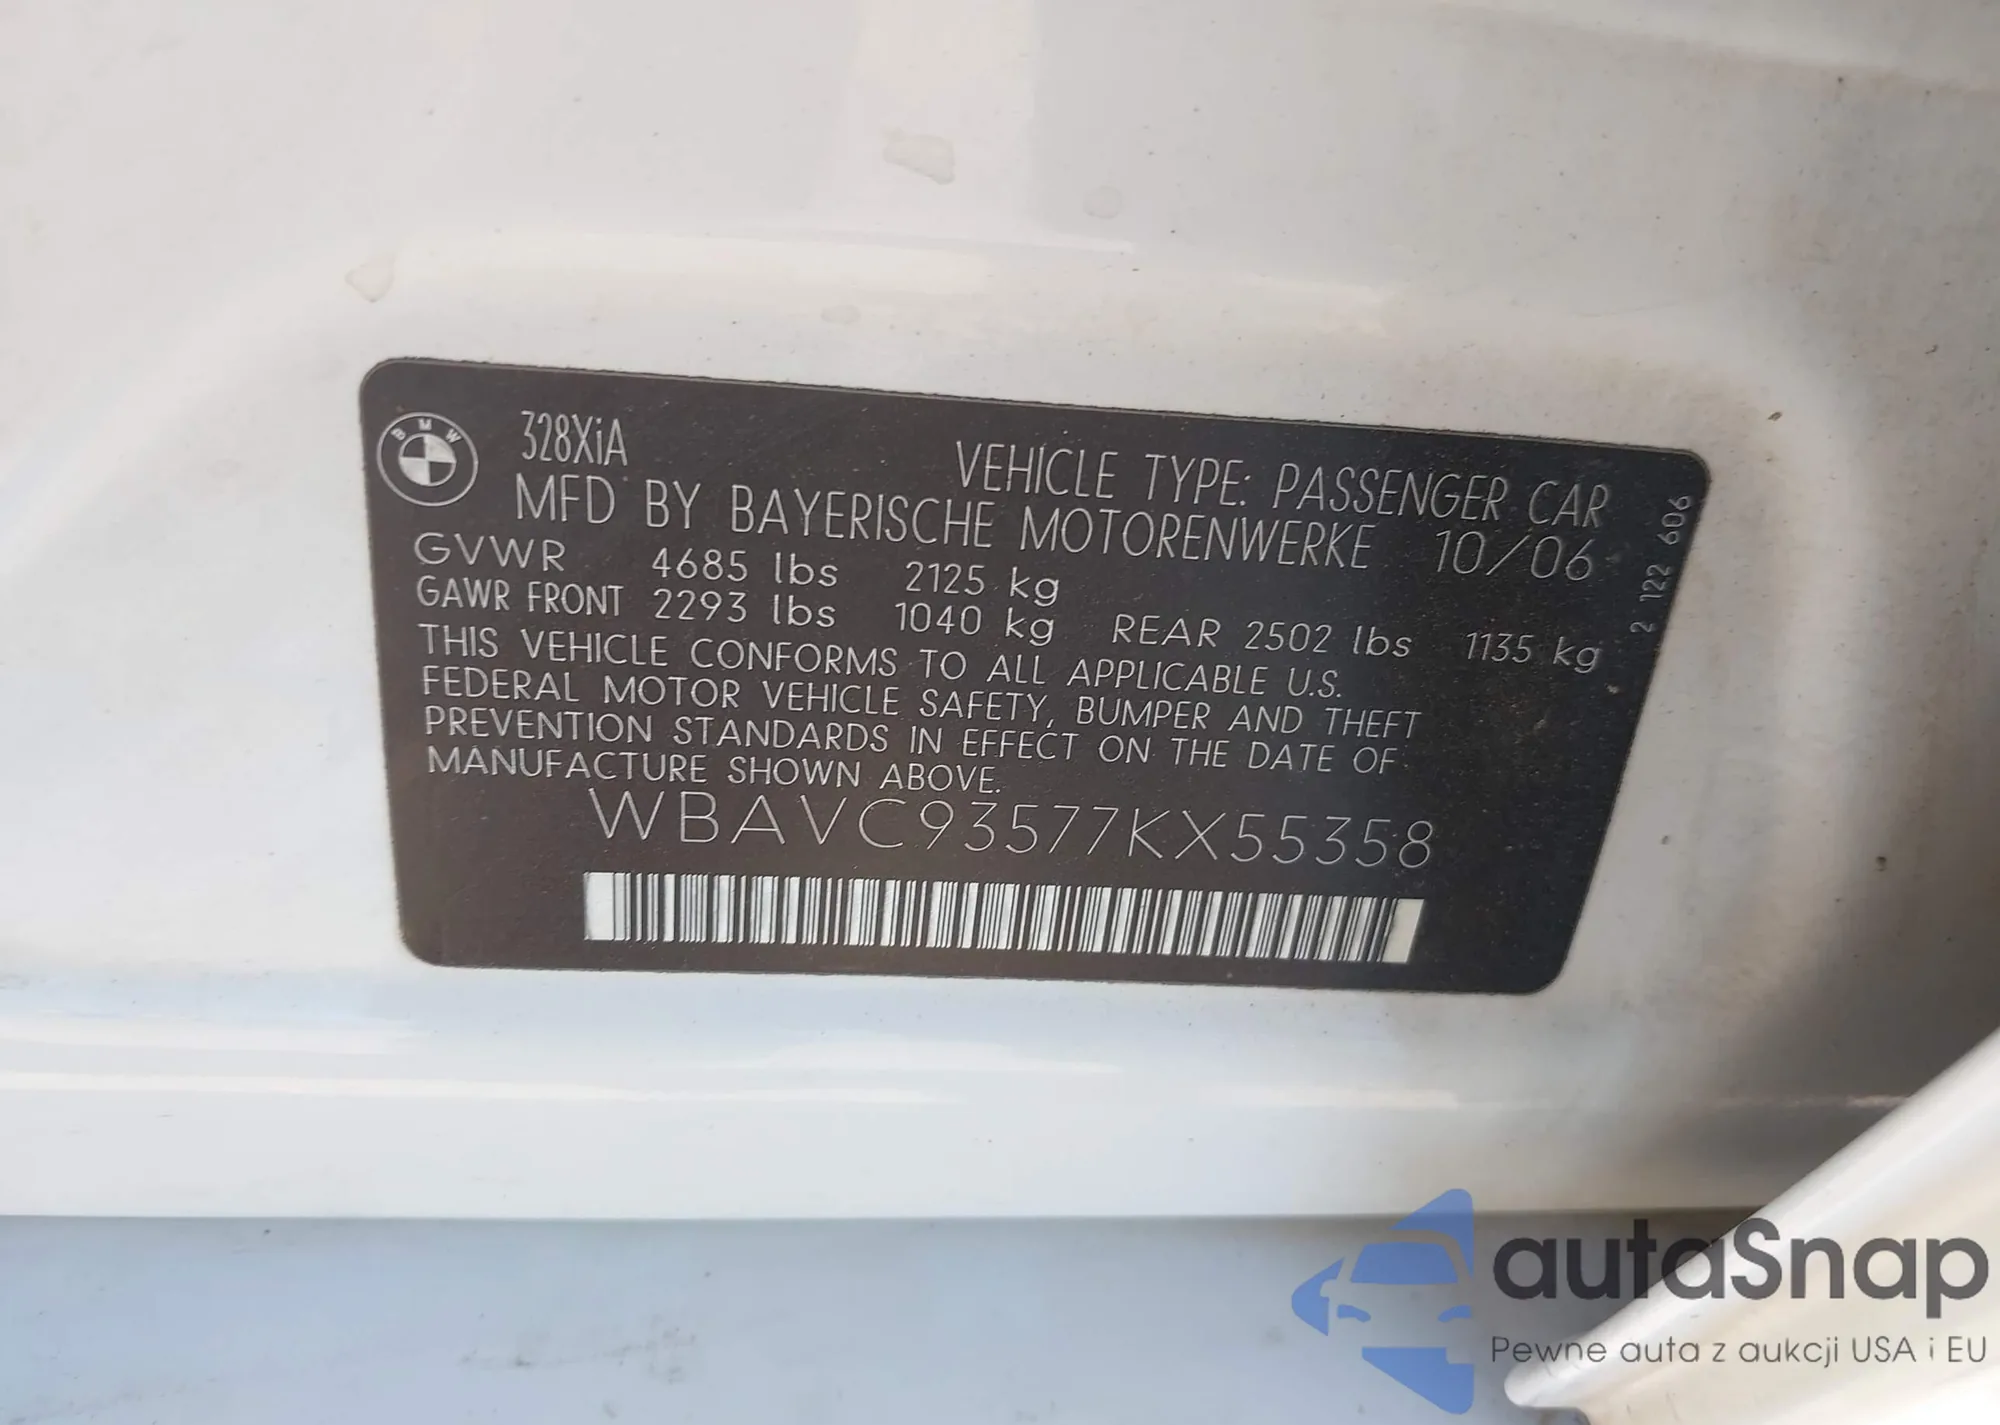 BMW
328XiA
VEHICLE TYPE: PASSENGER CAR
MFD BY BAYERISCHE MOTORENWERKE 10/06
GVWR 4685 lbs 2125 kg
GAWR FRONT 2293 lbs 1040 kg REAR 2502 lbs 1135 kg
THIS VEHICLE CONFORMS TO ALL APPLICABLE U.S.
FEDERAL MOTOR VEHICLE SAFETY, BUMPER AND THEFT
PREVENTION STANDARDS IN EFFECT ON THE DATE OF
MANUFACTURE SHOWN ABOVE.
WBAVC93577KX55358
2 122 606
autaSnap
Pewne auta z aukcji USA i EU